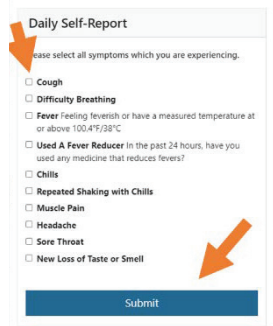 Daily Self-Report
ease select all symptoms which you are experiencing.
Cough
Difficulty Breathing
Fever Feeling feverish or have a measured temperature at
or above 100.4°F/38°C
Used A Fever Reducer In the past 24 hours, have you
used any medicine that reduces fevers?
Chills
Repeated Shaking with Chills
Muscle Pain
Headache
Sore Throat
New Loss of Taste or Smell
Submit